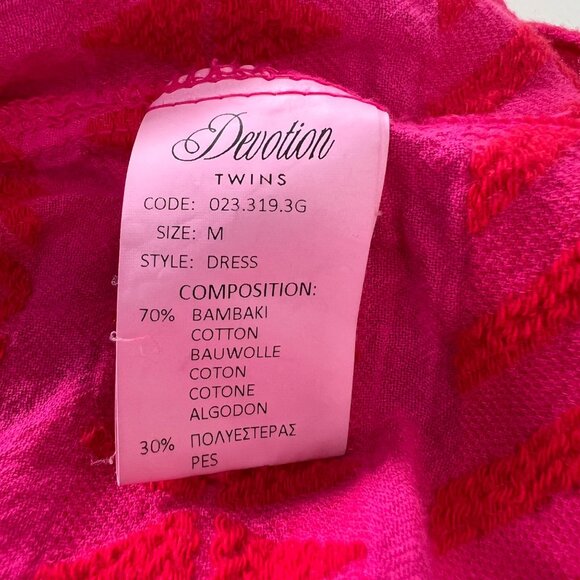 Devotion
TWINS
CODE: 023.319.3G
SIZE: M
STYLE: DRESS
COMPOSITION:
70% BAMBAKI
COTTON
BAUWOLLE
COTON
COTONE
ALGODON
30% ΠΟΛΥΕΣΤΕΡΑΣ
PES